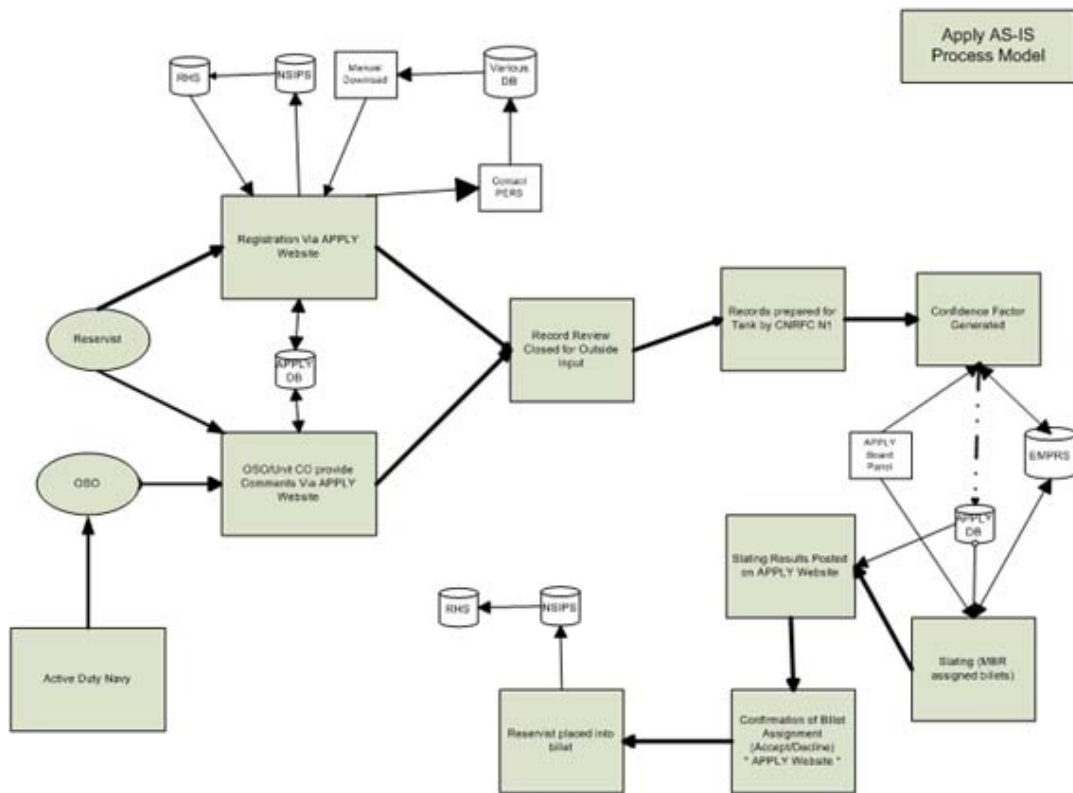 Apply AS-IS
Process Model
RHS
NSIPS
Manual
Download
Various
DB
Contact
PERS
Registration Via APPLY
Website
Reservist
APPLY
DB
Record Review
Closed for Outside
Input
Records prepared for
Tank by CNRFC N1
Confidence Factor
Generated
OSO
OSO/Unit CO provide
Comments Via APPLY
Website
APPLY
Board
Panel
EMPRS
APPLY
DB
Slating Results Posted
on APPLY Website
RHS
NSIPS
Active Duty Navy
Slating (MBR
assigned billets)
Reservist placed into
billet
Confirmation of Billet
Assignment
(Accept/Decline)
* APPLY Website *